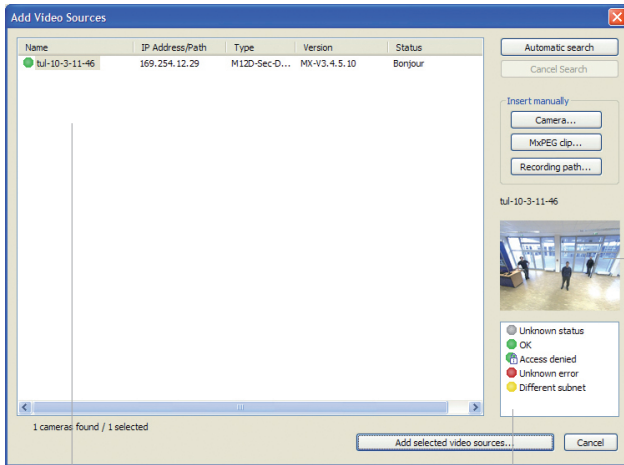 Add Video Sources
Name IP Address/Path Type Version Status
tul-10-3-11-46 169.254.12.29 M12D-Sec-D... MX-V3.4.5.10 Bonjour
Automatic search
Cancel Search
Insert manually
Camera...
MxPEG clip...
Recording path...
tul-10-3-11-46
Unknown status
OK
Access denied
Unknown error
Different subnet
1 cameras found / 1 selected
Add selected video sources...
Cancel